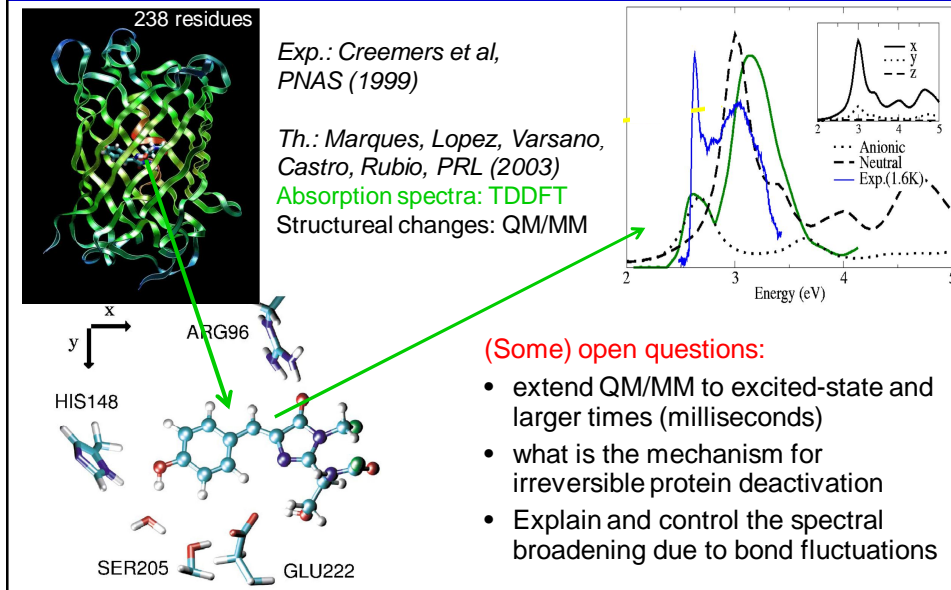 238 residues
Exp.: Creemers et al,
PNAS (1999)
Th.: Marques, Lopez, Varsano,
Castro, Rubio, PRL (2003)
Absorption spectra: TDDFT
Structureal changes: QM/MM
x
y
z
2 3 4 5
Anionic
Neutral
Exp.(1.6K)
2 3 4 5
Energy (eV)
x
y
ARG96
HIS148
SER205
GLU222
(Some) open questions:
• extend QM/MM to excited-state and
larger times (milliseconds)
• what is the mechanism for
irreversible protein deactivation
• Explain and control the spectral
broadening due to bond fluctuations